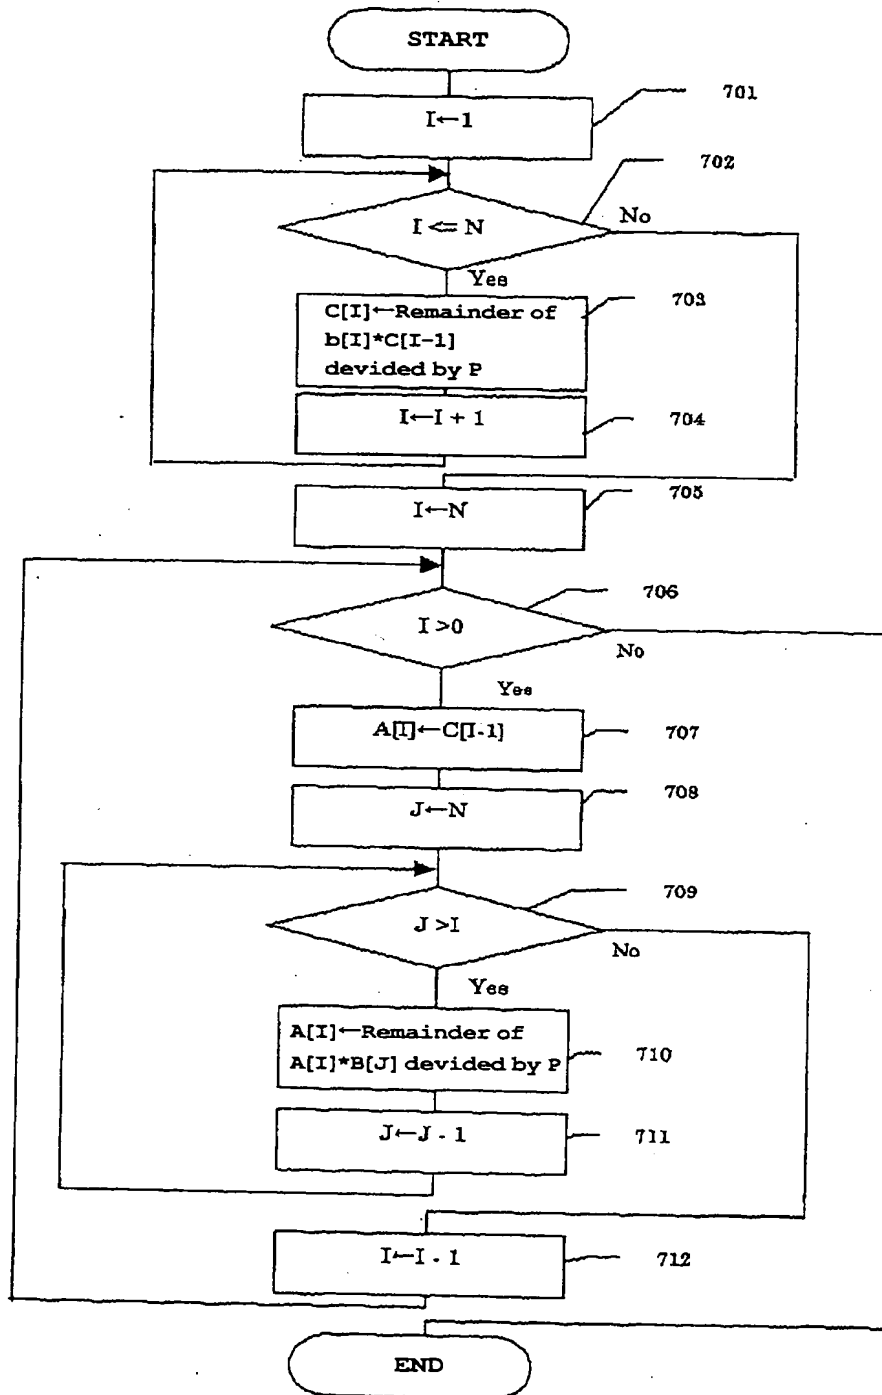 START
701
I←1
702
I <= N
No
Yes
703
C[I]←Remainder of
b[I]*C[I-1]
devided by P
I←I + 1
704
705
I←N
706
I >0
No
Yes
A[I]←C[I-1]
707
J←N
708
709
J >I
No
Yes
A[I]←Remainder of
A[I]*B[J] devided by P
710
J←J - 1
711
I←I - 1
712
END